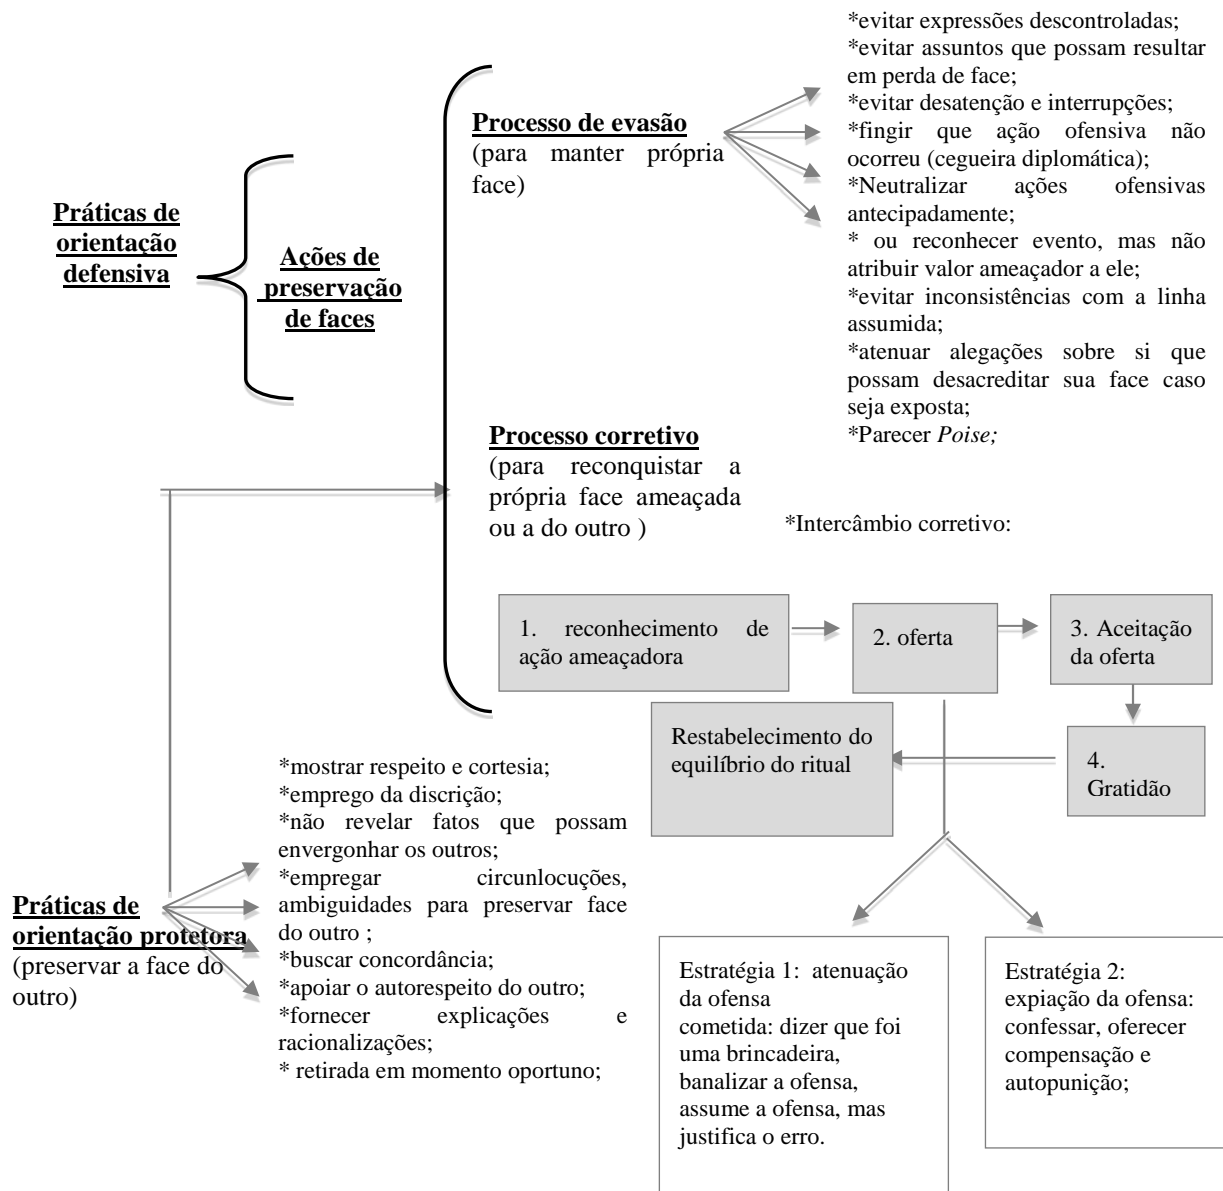 *evitar expressões descontroladas;
*evitar assuntos que possam resultar
em perda de face;
*evitar desatenção e interrupções;
*fingir que ação ofensiva não
ocorreu (cegueira diplomática);
*Neutralizar ações ofensivas
antecipadamente;
* ou reconhecer evento, mas não
atribuir valor ameaçador a ele;
*evitar inconsistências com a linha
assumida;
*atenuar alegações sobre si que
possam desacreditar sua face caso
seja exposta;
*Parecer Poise;
Processo de evasão
(para manter própria
face)
Práticas de
orientação
defensiva
Ações de
preservação
de faces
Processo corretivo
(para reconquistar a
própria face ameaçada
ou a do outro )
*Intercâmbio corretivo:
1. reconhecimento de
ação ameaçadora
2. oferta
3. Aceitação
da oferta
4.
Gratidão
Restabelecimento do
equilíbrio do ritual
*mostrar respeito e cortesia;
*emprego da discrição;
*não revelar fatos que possam
envergonhar os outros;
*empregar circunlocuções,
ambiguidades para preservar face
do outro ;
*buscar concordância;
*apoiar o autorespeito do outro;
*fornecer explicações e
racionalizações;
* retirada em momento oportuno;
Práticas de
orientação protetora
(preservar a face do
outro)
Estratégia 1: atenuação
da ofensa
cometida: dizer que foi
uma brincadeira,
banalizar a ofensa,
assume a ofensa, mas
justifica o erro.
Estratégia 2:
expiação da ofensa:
confessar, oferecer
compensação e
autopunição;